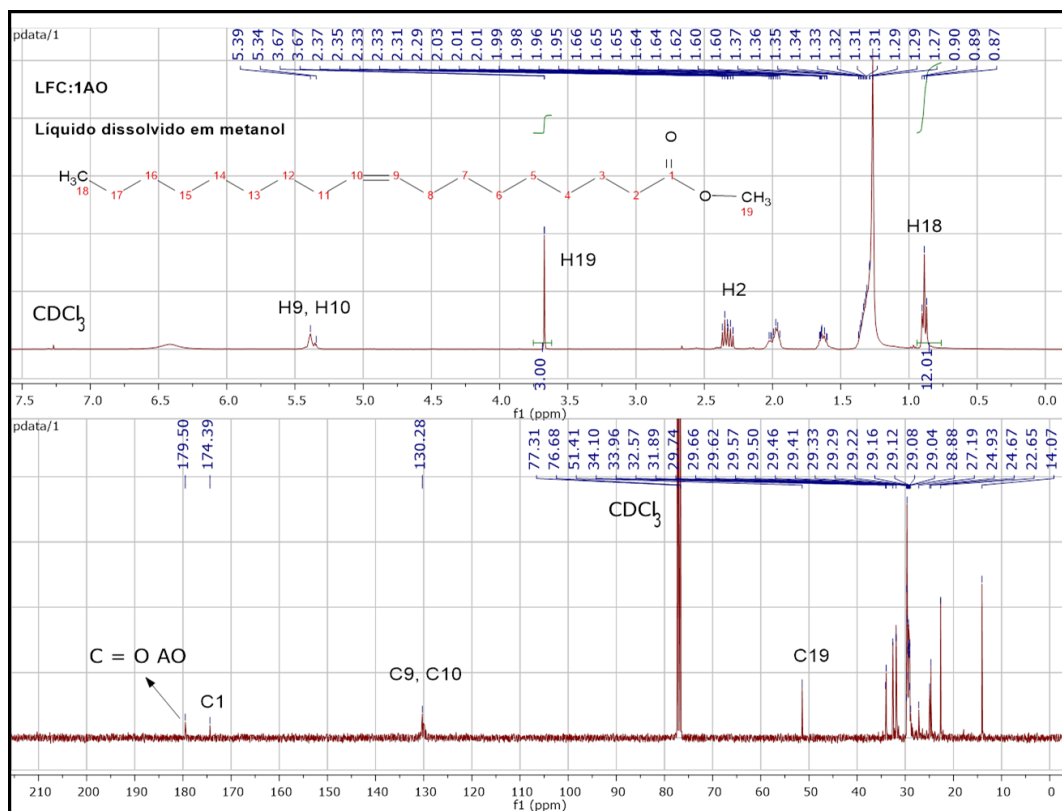 pdata/1
5.39 5.34 3.67 3.67 2.37 2.35 2.33 2.33 2.31 2.29 2.03 2.01 2.01 1.99 1.98 1.96 1.95 1.66 1.65 1.65 1.64 1.64 1.62 1.60 1.60 1.37 1.36 1.35 1.34 1.33 1.32 1.31 1.31 1.29 1.29 1.27 0.90 0.89 0.87
LFC:1AO
Líquido dissolvido em metanol
O
H₃C 18 17 16 15 14 13 12 11 10 9 8 7 6 5 4 3 2 1 O CH₃ 19
H19
H18
H2
H9, H10
CDCl₃
3.00
12.01
7.5 7.0 6.5 6.0 5.5 5.0 4.5 4.0 3.5 3.0 2.5 2.0 1.5 1.0 0.5 0.0
f1 (ppm)
pdata/1
179.50 174.39 130.28 77.31 76.68 51.41 34.10 33.96 32.57 31.89 29.74 29.66 29.62 29.57 29.50 29.46 29.41 29.33 29.29 29.22 29.16 29.12 29.08 29.04 28.88 27.19 24.93 24.67 22.65 14.07
CDCl₃
C = O AO
C1
C9, C10
C19
210 200 190 180 170 160 150 140 130 120 110 100 90 80 70 60 50 40 30 20 10 0
f1 (ppm)